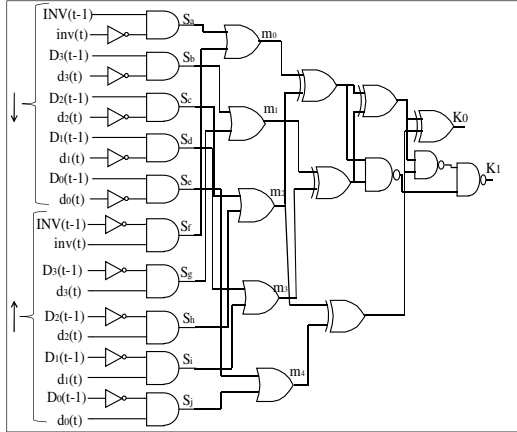 INV(t-1)
inv(t)
Sa
D3(t-1)
d3(t)
Sb
D2(t-1)
d2(t)
Sc
D1(t-1)
d1(t)
Sd
D0(t-1)
d0(t)
Se
INV(t-1)
inv(t)
Sf
D3(t-1)
d3(t)
Sg
D2(t-1)
d2(t)
Sh
D1(t-1)
d1(t)
Si
D0(t-1)
d0(t)
Sj
m0
m1
m2
m3
m4
K0
K1